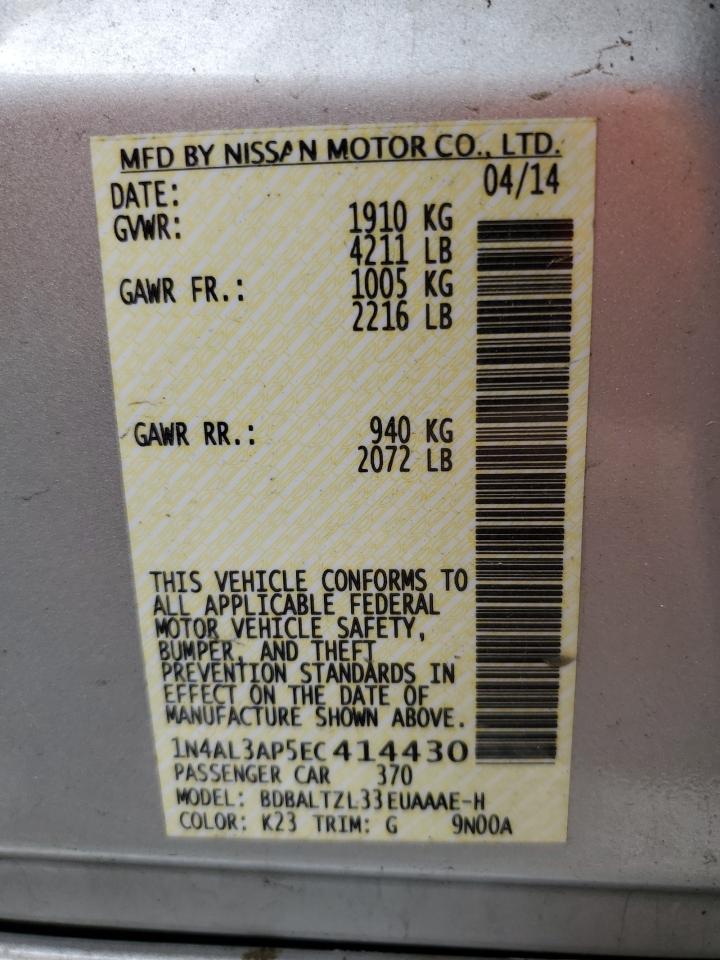 MFD BY NISSAN MOTOR CO., LTD.
DATE: 04/14
GVWR: 1910 KG
4211 LB
GAWR FR.: 1005 KG
2216 LB
GAWR RR.: 940 KG
2072 LB
THIS VEHICLE CONFORMS TO
ALL APPLICABLE FEDERAL
MOTOR VEHICLE SAFETY,
BUMPER, AND THEFT
PREVENTION STANDARDS IN
EFFECT ON THE DATE OF
MANUFACTURE SHOWN ABOVE.
1N4AL3AP5EC414430
PASSENGER CAR 370
MODEL: BDBALTZL33EUAAAE-H
COLOR: K23 TRIM: G 9N00A